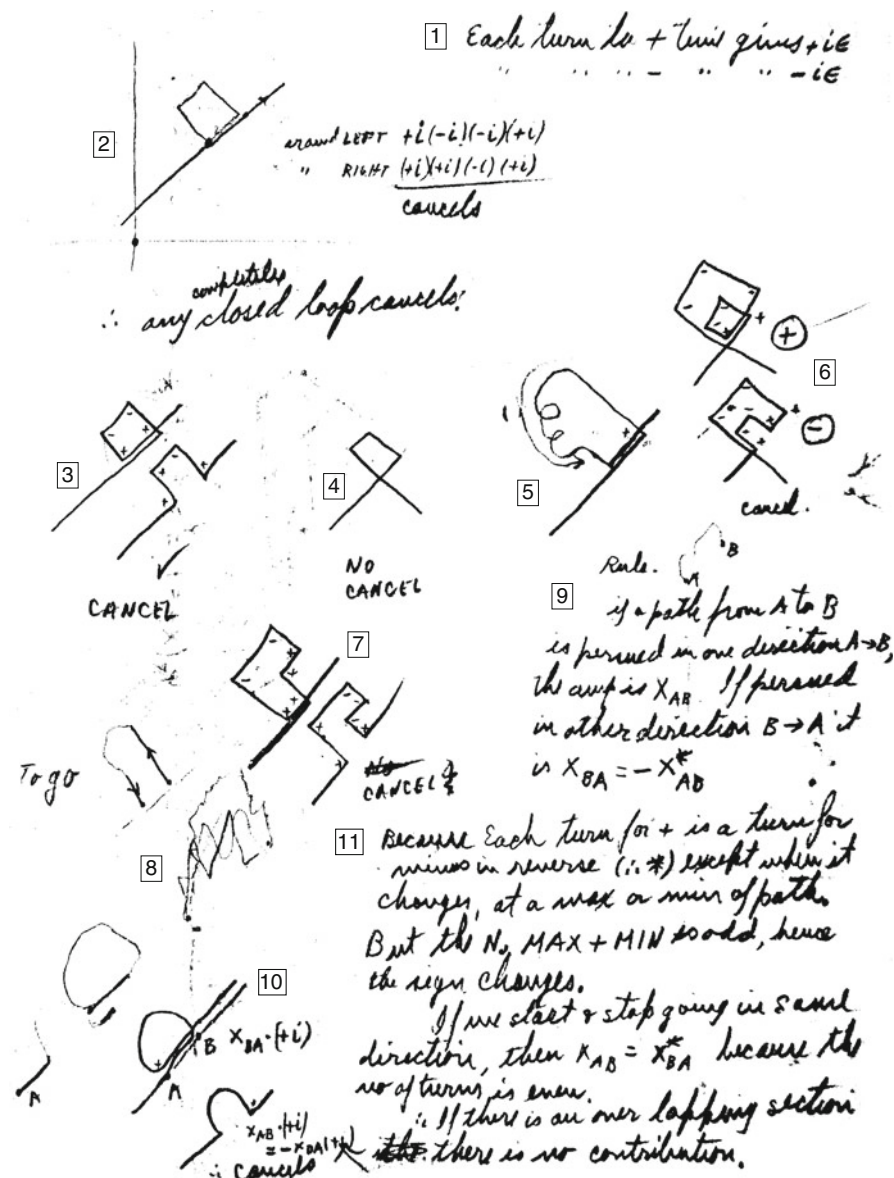 1 Each turn to + time gives +iϵ
" " " - " " -iϵ
2
around LEFT +i(-i)(-i)(+i)
" RIGHT (+i)(+i)(-i)(+i)
cancels
∴ any completely closed loop cancels!
3
CANCEL
4
NO
CANCEL
5
6
+
-
cancel.
7
CANCELS
To go
8
9 Rule. A B
if a path from A to B
is persued in one direction A→B,
the amp is X_AB If persued
in other direction B→A it
is X_BA = -X*_AB
10
A
A
B X_BA·(+i)
X_AB·(+i)
= -X_BA(+i)
∴ Cancels
11 Because Each turn for + is a turn for
minus in reverse (∴ *) except when it
changes, at a max or min of path.
But the No. MAX + MIN is odd, hence
the sign changes.
If we start & stop going in same
direction, then X_AB = X*_BA because the
no of turns is even.
∴ If there is an over lapping section
there is no contribution.